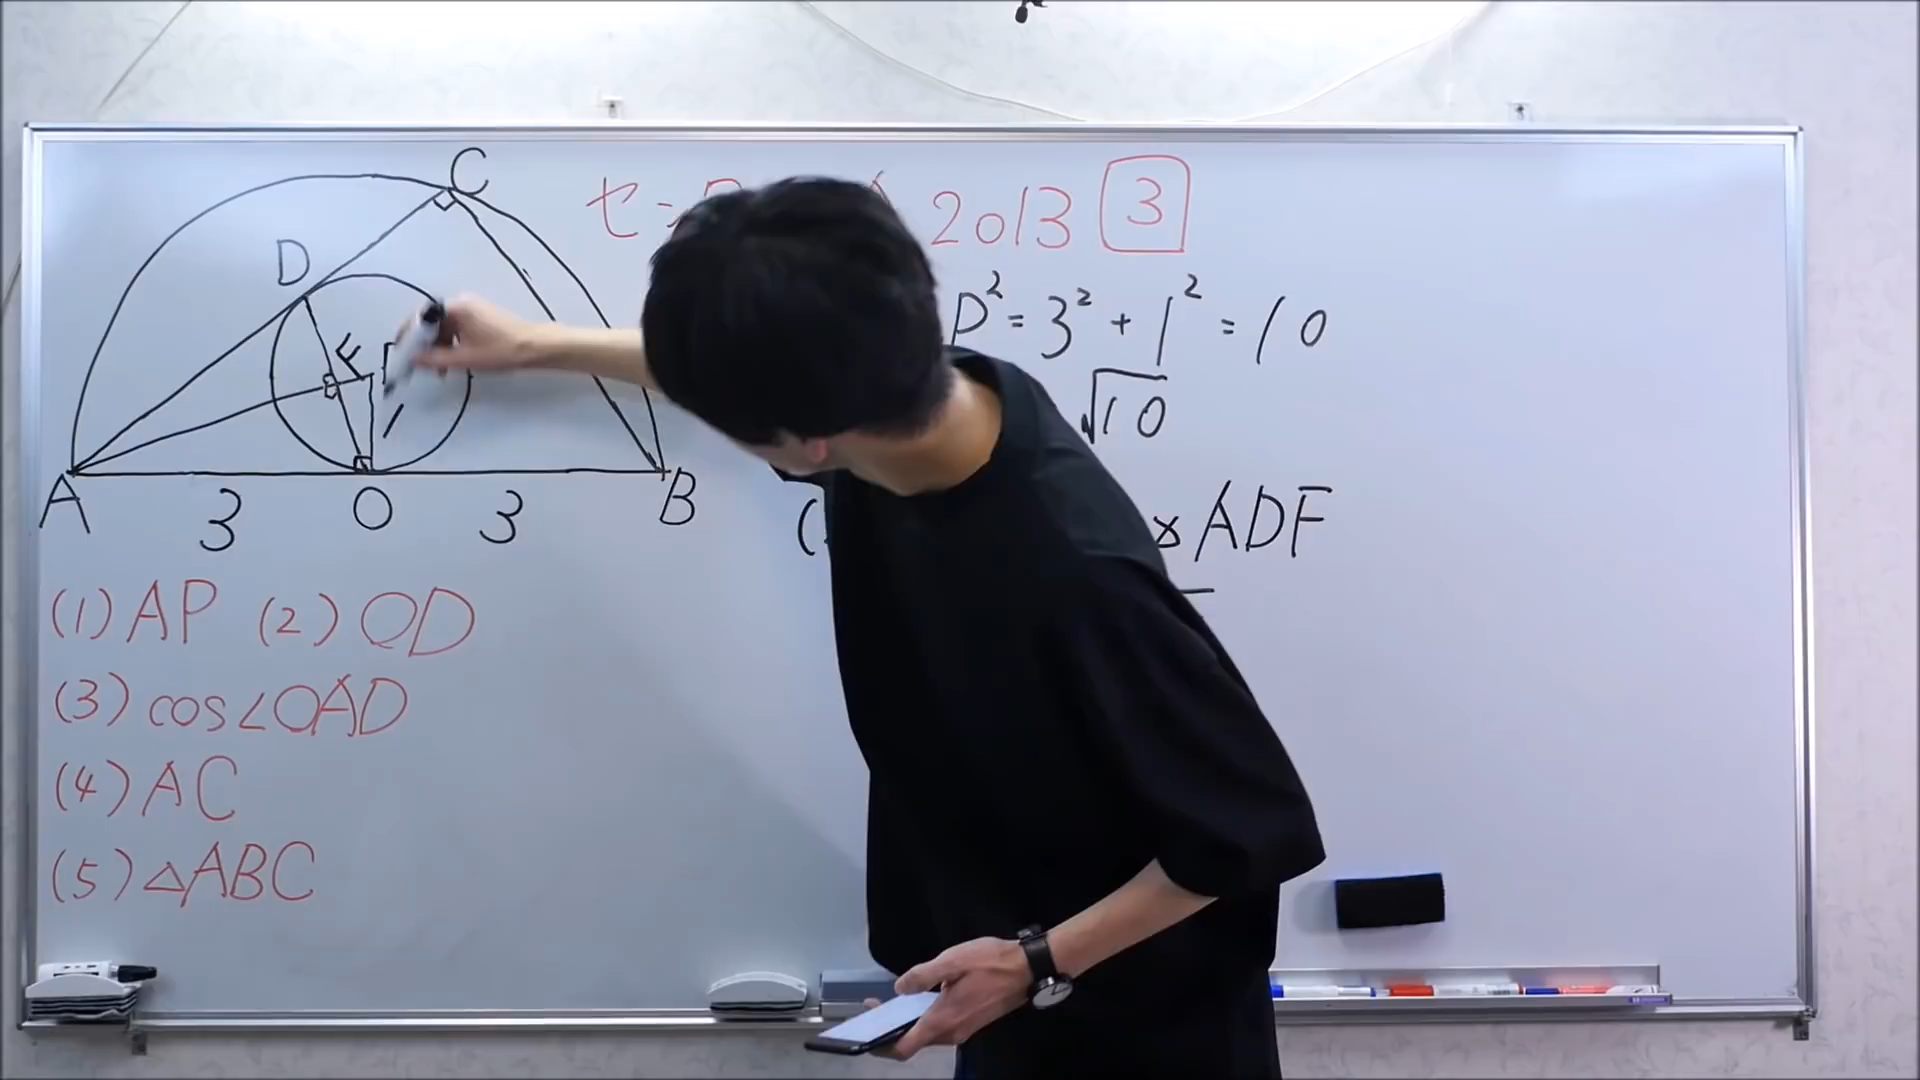 C
2013 3
D
P² = 3² + 1² = 10
F
1
√10
A 3 O 3 B
( ADF
(1) AP (2) OD
(3) cos∠OAD
(4) AC
(5) △ABC